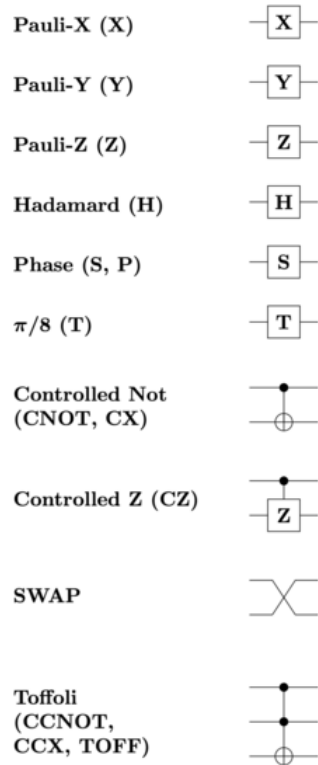 Pauli-X (X)
X
Pauli-Y (Y)
Y
Pauli-Z (Z)
Z
Hadamard (H)
H
Phase (S, P)
S
π/8 (T)
T
Controlled Not
(CNOT, CX)
Controlled Z (CZ)
Z
SWAP
Toffoli
(CCNOT,
CCX, TOFF)